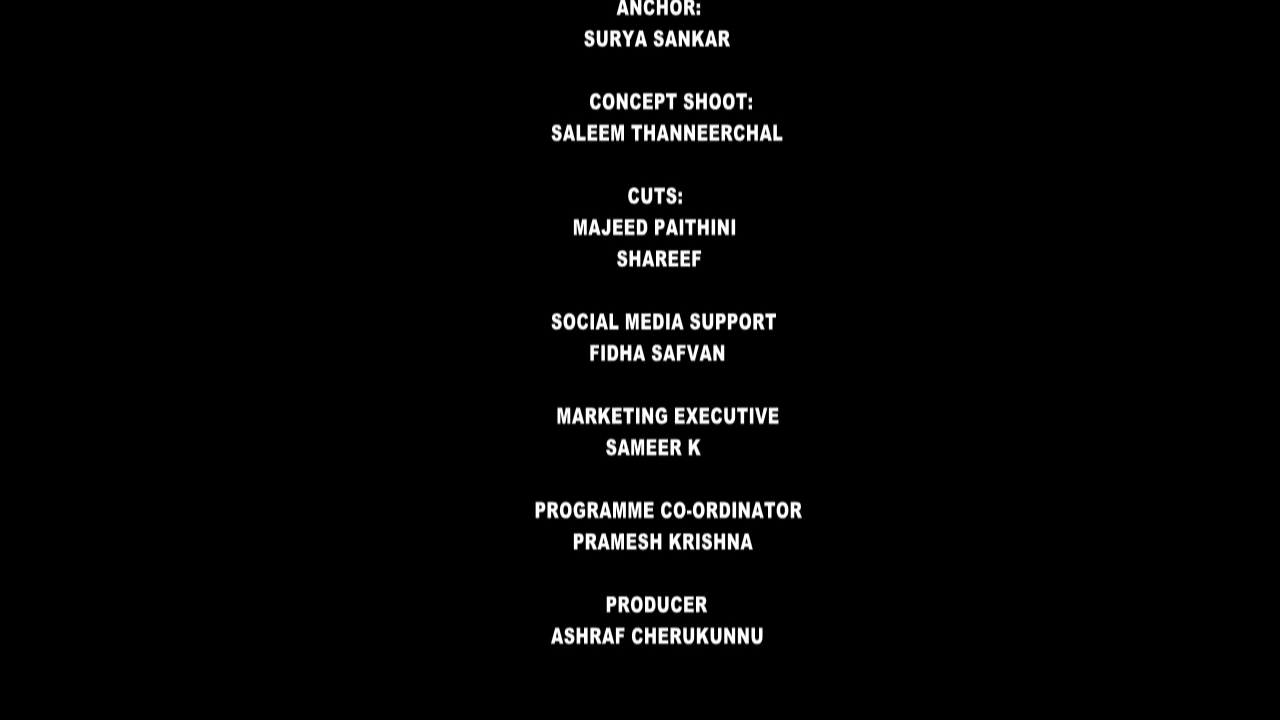 ANCHOR:
SURYA SANKAR
CONCEPT SHOOT:
SALEEM THANNEERCHAL
CUTS:
MAJEED PAITHINI
SHAREEF
SOCIAL MEDIA SUPPORT
FIDHA SAFVAN
MARKETING EXECUTIVE
SAMEER K
PROGRAMME CO-ORDINATOR
PRAMESH KRISHNA
PRODUCER
ASHRAF CHERUKUNNU